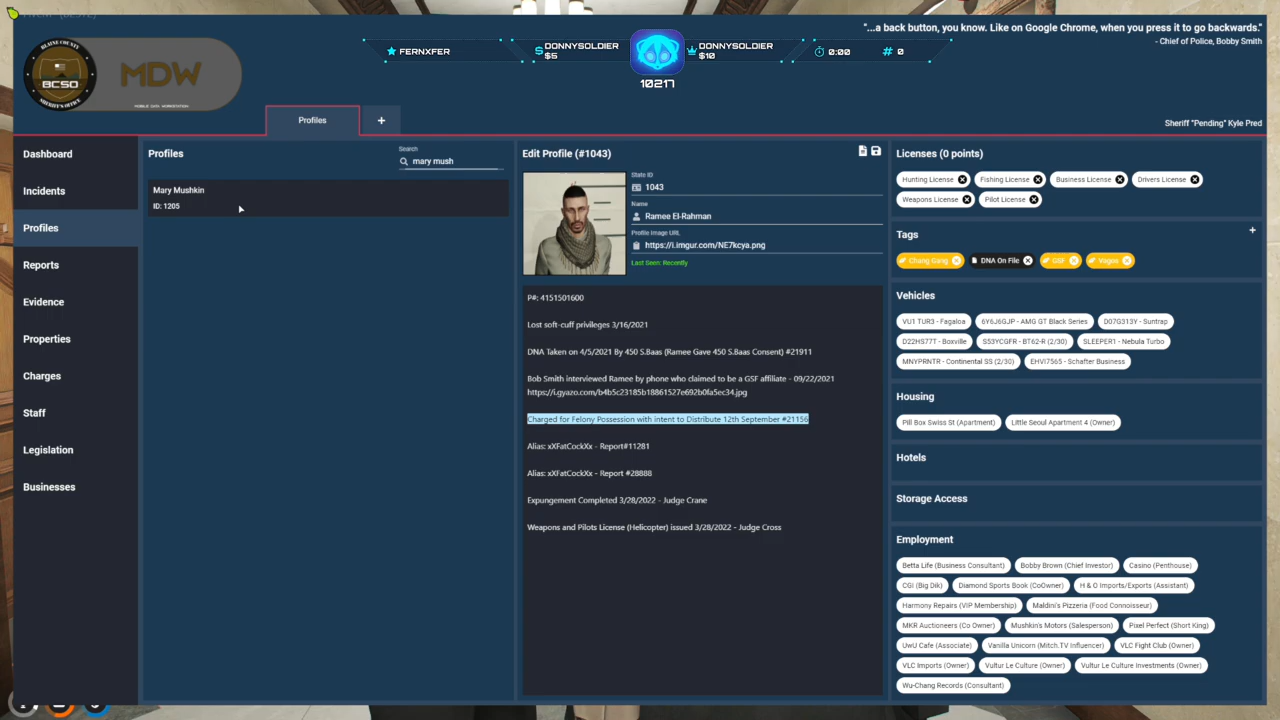 "...a back button, you know. Like on Google Chrome, when you press it to go backwards."
- Chief of Police, Bobby Smith
FERNXFER
DONNYSOLDIER
$5
DONNYSOLDIER
$10
0:00
# 0
10217
BLAINE COUNTY
BCSO
SHERIFF'S OFFICE
MDW
MOBILE DATA WORKSTATION
Profiles
+
Sheriff "Pending" Kyle Pred
Dashboard
Incidents
Profiles
Reports
Evidence
Properties
Charges
Staff
Legislation
Businesses
Profiles
Search
mary mush
Mary Mushkin
ID: 1205
Edit Profile (#1043)
State ID
1043
Name
Ramee El-Rahman
Profile Image URL
https://i.imgur.com/NE7kcya.png
Last Seen: Recently
P#: 4151501600
Lost soft-cuff privileges 3/16/2021
DNA Taken on 4/5/2021 By 450 S.Baas (Ramee Gave 450 S.Baas Consent) #21911
Bob Smith interviewed Ramee by phone who claimed to be a GSF affiliate - 09/22/2021
https://i.gyazo.com/b4b5c23185b18861527e692b0fa5ec34.jpg
Charged for Felony Possession with intent to Distribute 12th September #21156
Alias: xXFatCockXx - Report#11281
Alias: xXFatCockXx - Report #28888
Expungement Completed 3/28/2022 - Judge Crane
Weapons and Pilots License (Helicopter) issued 3/28/2022 - Judge Cross
Licenses (0 points)
Hunting License
Fishing License
Business License
Drivers License
Weapons License
Pilot License
Tags
+
Chang Gang
DNA On File
GSF
Vagos
Vehicles
VU1 TUR3 - Fagaloa
6Y6J6GJP - AMG GT Black Series
D07G313Y - Suntrap
D22HS77T - Boxville
S53YCGFR - BT62-R (2/30)
SLEEPER1 - Nebula Turbo
MNYPRNTR - Continental SS (2/30)
EHVI7565 - Schafter Business
Housing
Pill Box Swiss St (Apartment)
Little Seoul Apartment 4 (Owner)
Hotels
Storage Access
Employment
Betta Life (Business Consultant)
Bobby Brown (Chief Investor)
Casino (Penthouse)
CGI (Big Dik)
Diamond Sports Book (CoOwner)
H & O Imports/Exports (Assistant)
Harmony Repairs (VIP Membership)
Maldini's Pizzeria (Food Connoisseur)
MKR Auctioneers (Co Owner)
Mushkin's Motors (Salesperson)
Pixel Perfect (Short King)
UwU Cafe (Associate)
Vanilla Unicorn (Mitch.TV Influencer)
VLC Fight Club (Owner)
VLC Imports (Owner)
Vultur Le Culture (Owner)
Vultur Le Culture Investments (Owner)
Wu-Chang Records (Consultant)